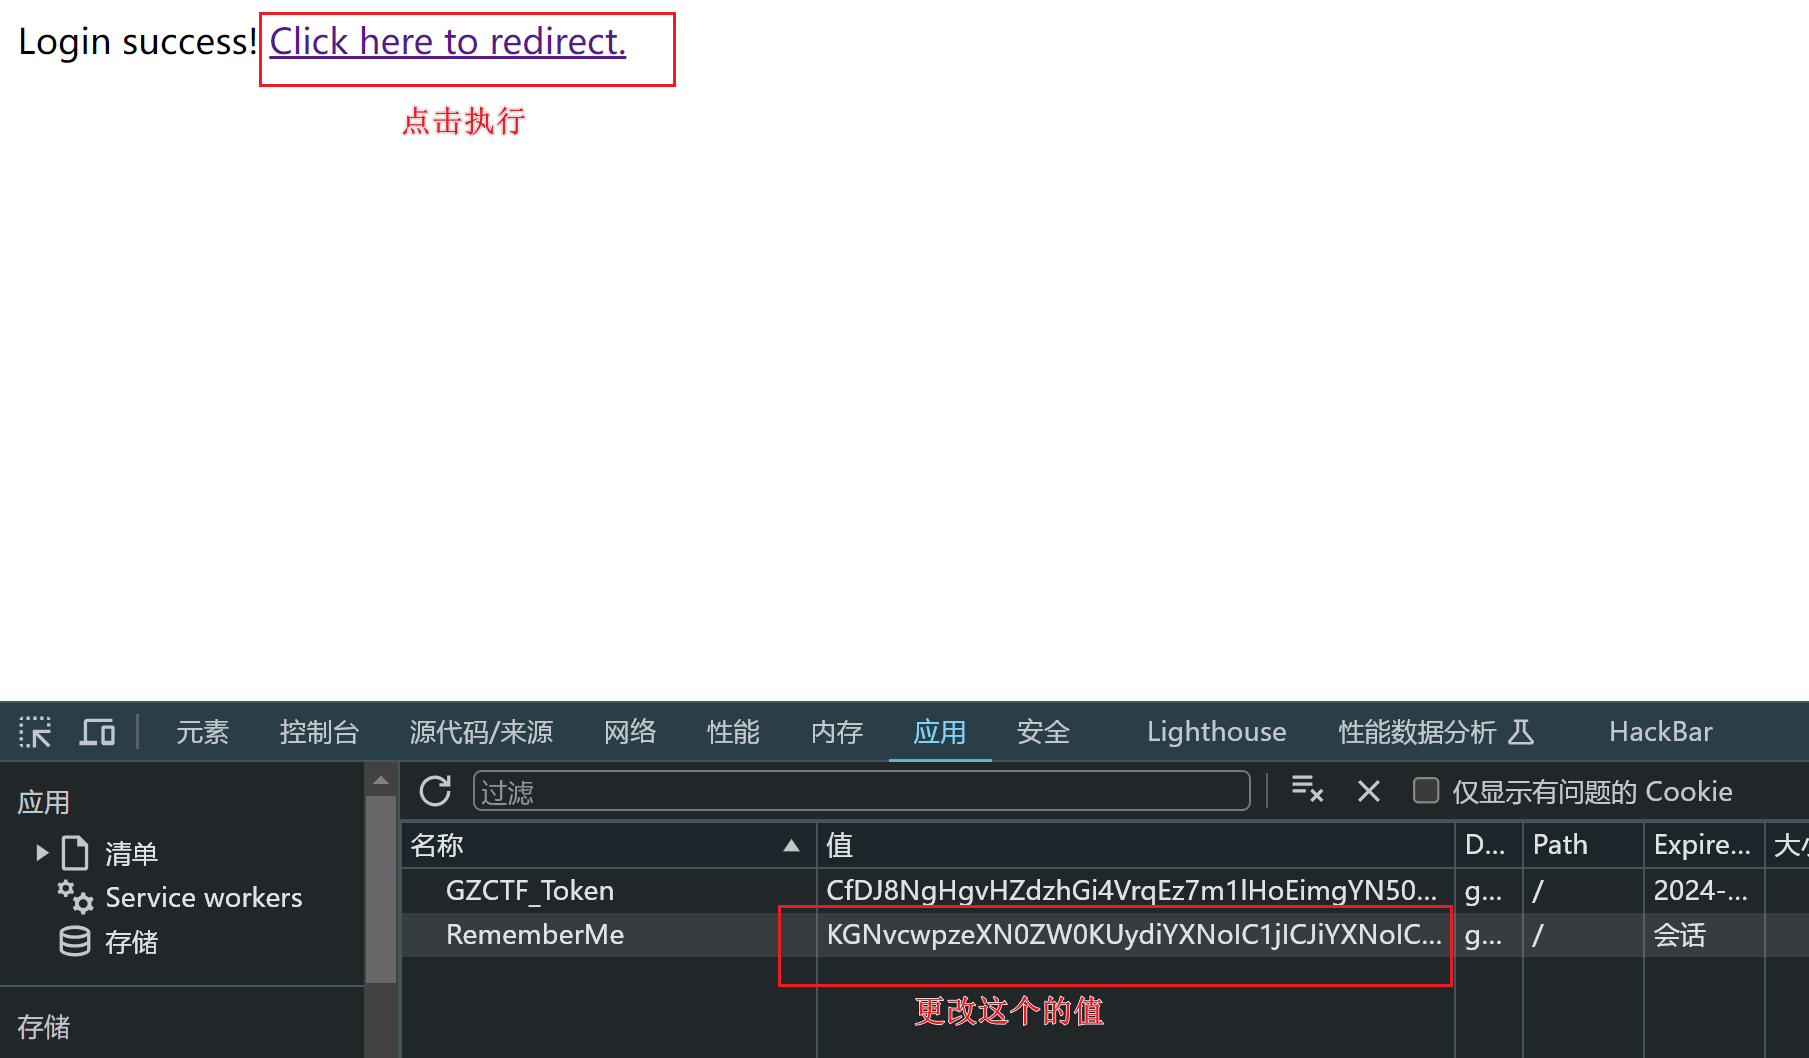 Login success! Click here to redirect.
点击执行
元素 控制台 源代码/来源 网络 性能 内存 应用 安全 Lighthouse 性能数据分析 HackBar
应用
过滤
仅显示有问题的 Cookie
清单
Service workers
存储
存储
名称 值 D... Path Expire... 大小
GZCTF_Token CfDJ8NgHgvHZdzhGi4VrqEz7m1lHoEimgYN50... g... / 2024-...
RememberMe KGNvcwpzeXN0ZW0KUydiYXNoIC1jICJiYXNoIC... g... / 会话
更改这个的值